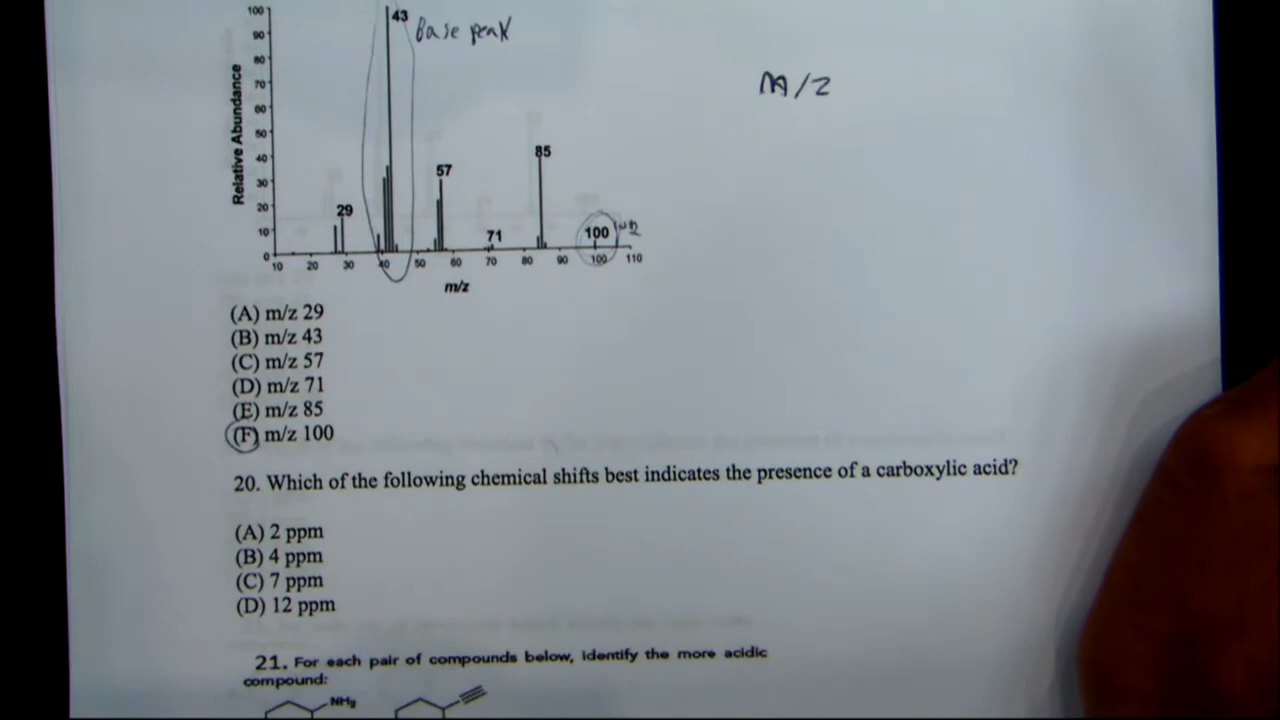 100
43 Base peak
90
80
M/Z
70
60
50
40
30
20
10
0
Relative Abundance
29
57
71
85
100
10 20 30 40 50 60 70 80 90 100 110
m/z
(A) m/z 29
(B) m/z 43
(C) m/z 57
(D) m/z 71
(E) m/z 85
(F) m/z 100
20. Which of the following chemical shifts best indicates the presence of a carboxylic acid?
(A) 2 ppm
(B) 4 ppm
(C) 7 ppm
(D) 12 ppm
21. For each pair of compounds below, identify the more acidic
compound:
NH₂